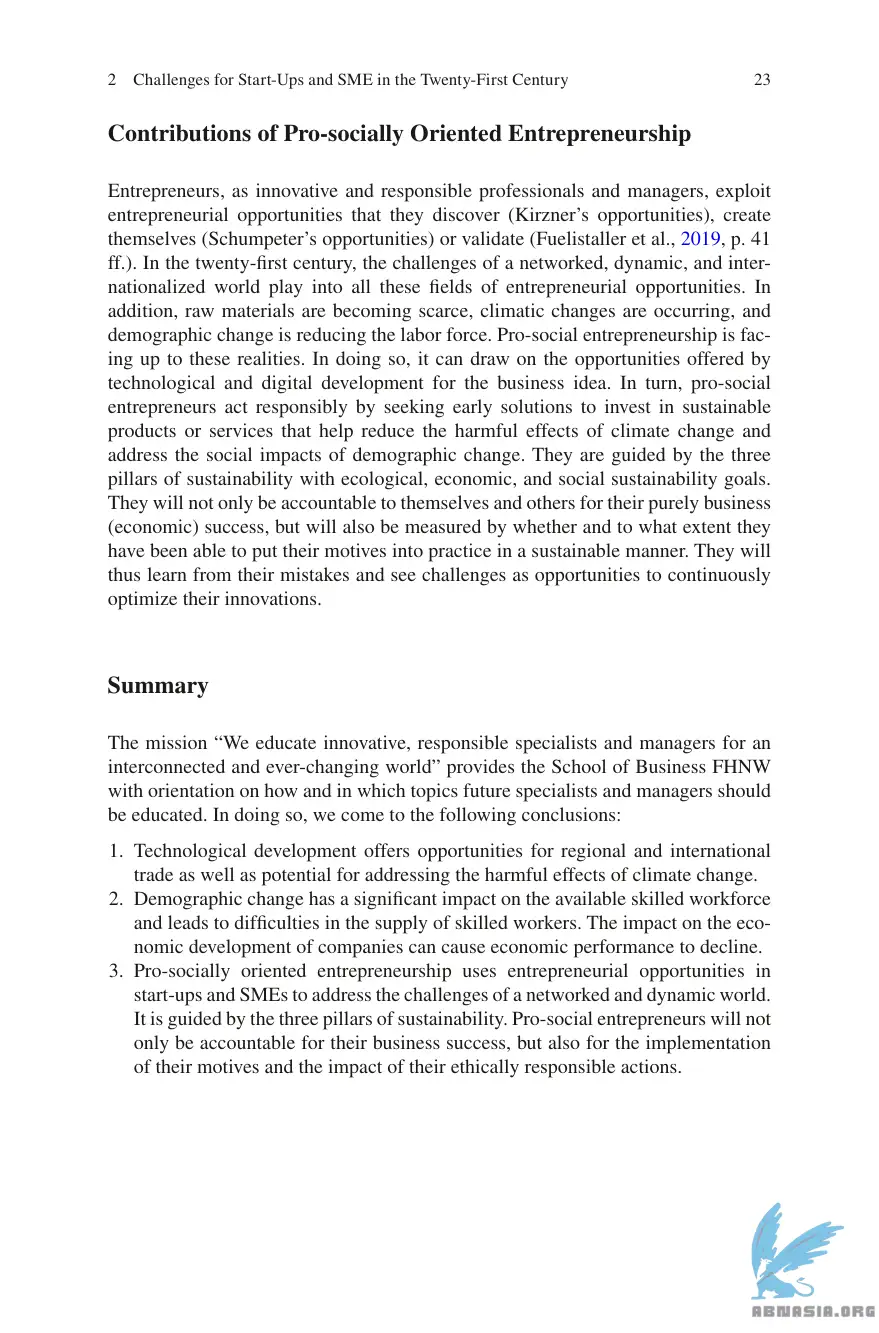 2 Challenges for Start-Ups and SME in the Twenty-First Century 23
Contributions of Pro-socially Oriented Entrepreneurship
Entrepreneurs, as innovative and responsible professionals and managers, exploit
entrepreneurial opportunities that they discover (Kirzner’s opportunities), create
themselves (Schumpeter’s opportunities) or validate (Fuelistaller et al., 2019, p. 41
ff.). In the twenty-first century, the challenges of a networked, dynamic, and inter-
nationalized world play into all these fields of entrepreneurial opportunities. In
addition, raw materials are becoming scarce, climatic changes are occurring, and
demographic change is reducing the labor force. Pro-social entrepreneurship is fac-
ing up to these realities. In doing so, it can draw on the opportunities offered by
technological and digital development for the business idea. In turn, pro-social
entrepreneurs act responsibly by seeking early solutions to invest in sustainable
products or services that help reduce the harmful effects of climate change and
address the social impacts of demographic change. They are guided by the three
pillars of sustainability with ecological, economic, and social sustainability goals.
They will not only be accountable to themselves and others for their purely business
(economic) success, but will also be measured by whether and to what extent they
have been able to put their motives into practice in a sustainable manner. They will
thus learn from their mistakes and see challenges as opportunities to continuously
optimize their innovations.
Summary
The mission “We educate innovative, responsible specialists and managers for an
interconnected and ever-changing world” provides the School of Business FHNW
with orientation on how and in which topics future specialists and managers should
be educated. In doing so, we come to the following conclusions:
1. Technological development offers opportunities for regional and international
trade as well as potential for addressing the harmful effects of climate change.
2. Demographic change has a significant impact on the available skilled workforce
and leads to difficulties in the supply of skilled workers. The impact on the eco-
nomic development of companies can cause economic performance to decline.
3. Pro-socially oriented entrepreneurship uses entrepreneurial opportunities in
start-ups and SMEs to address the challenges of a networked and dynamic world.
It is guided by the three pillars of sustainability. Pro-social entrepreneurs will not
only be accountable for their business success, but also for the implementation
of their motives and the impact of their ethically responsible actions.
ABNASIA.ORG